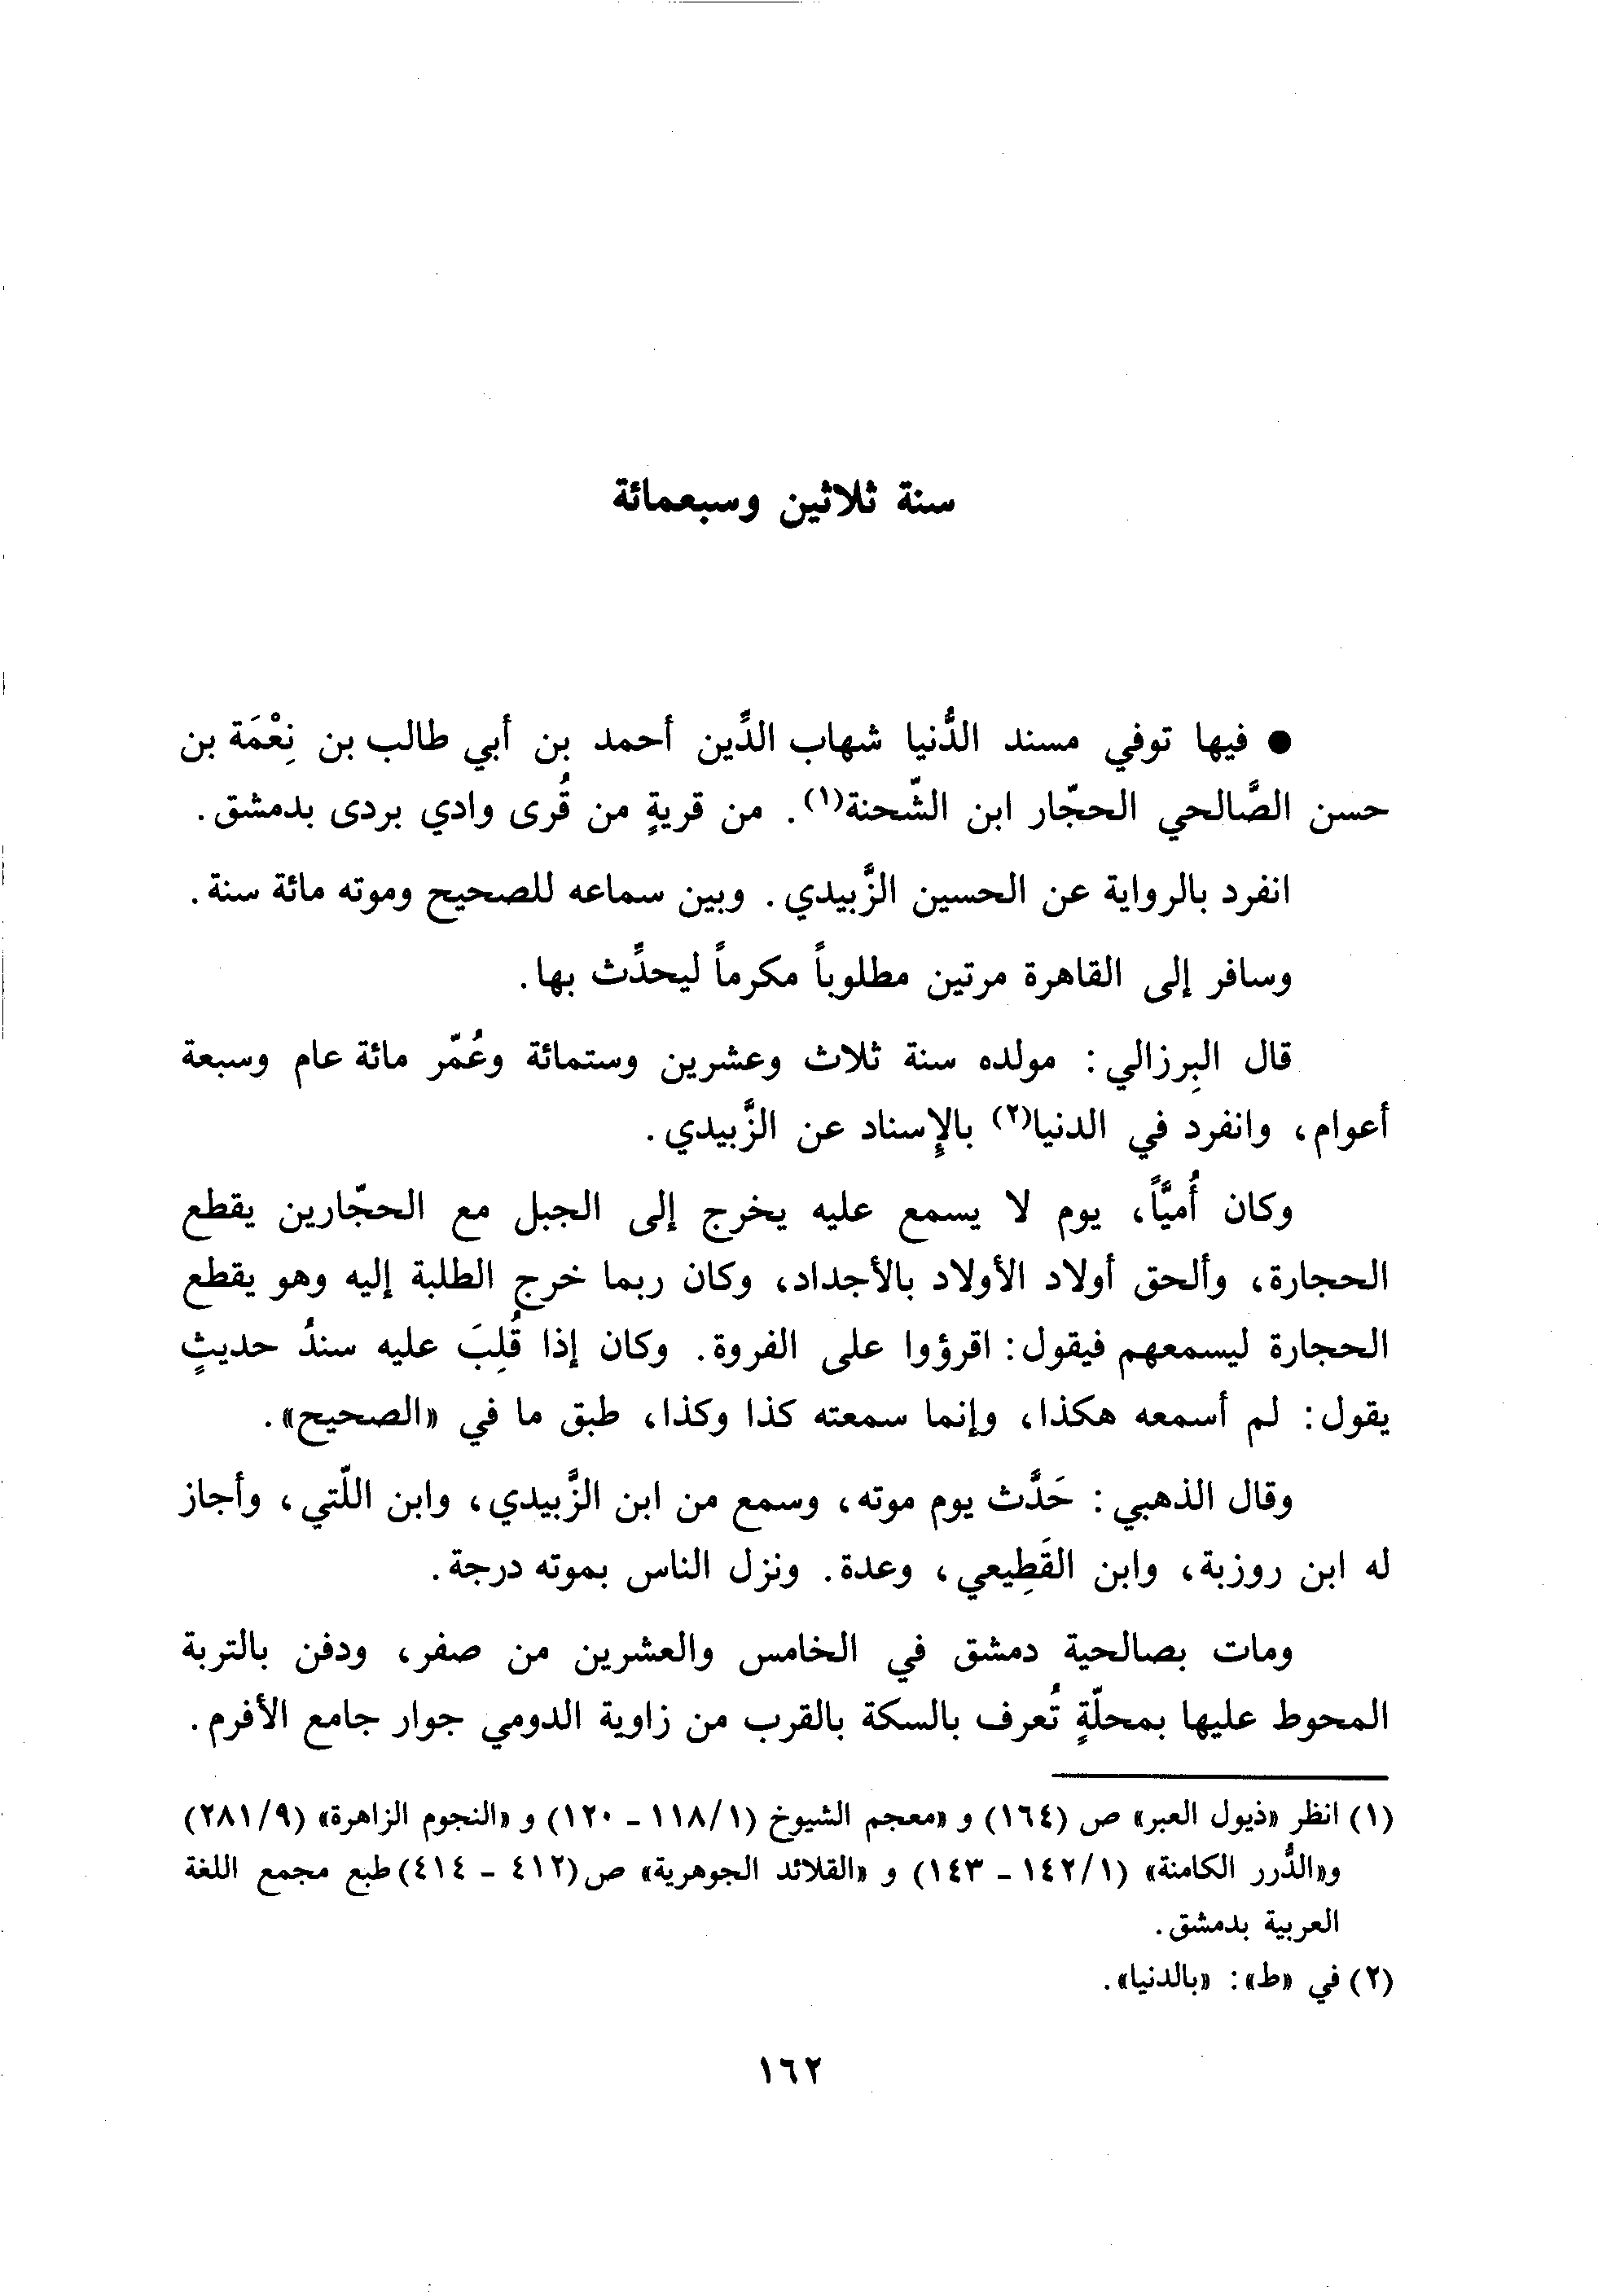 سنة ثلاثين وسبعمائة
● فيها توفي مسند الدُّنيا شهاب الدِّين أحمد بن أبي طالب بن نِعْمَة بن
حسن الصَّالحي الحجّار ابن الشّحنة(١). من قريةٍ من قُرى وادي بردى بدمشق.
انفرد بالرواية عن الحسين الزَّبيدي. وبين سماعه للصحيح وموته مائة سنة.
وسافر إلى القاهرة مرتين مطلوباً مكرماً ليحدِّث بها.
قال البِرزالي: مولده سنة ثلاث وعشرين وستمائة وعُمّر مائة عام وسبعة
أعوام، وانفرد في الدنيا(٢) بالإِسناد عن الزَّبيدي.
وكان أُميَّاً، يوم لا يسمع عليه يخرج إلى الجبل مع الحجّارين يقطع
الحجارة، وألحق أولاد الأولاد بالأجداد، وكان ربما خرج الطلبة إليه وهو يقطع
الحجارة ليسمعهم فيقول: اقرؤوا على الفروة. وكان إذا قُلِبَ عليه سندُ حديثٍ
يقول: لم أسمعه هكذا، وإنما سمعته كذا وكذا، طبق ما في «الصحيح».
وقال الذهبي: حَدَّث يوم موته، وسمع من ابن الزَّبيدي، وابن اللّتي، وأجاز
له ابن روزبة، وابن القَطِيعي، وعدة. ونزل الناس بموته درجة.
ومات بصالحية دمشق في الخامس والعشرين من صفر، ودفن بالتربة
المحوط عليها بمحلّةٍ تُعرف بالسكة بالقرب من زاوية الدومي جوار جامع الأفرم.
(١) انظر «ذيول العبر» ص (١٦٤) و «معجم الشيوخ (١/ ١١٨ - ١٢٠) و «النجوم الزاهرة» (٩/ ٢٨١)
و«الدُّرر الكامنة» (١/ ١٤٢ - ١٤٣) و «القلائد الجوهرية» ص(٤١٢ - ٤١٤) طبع مجمع اللغة
العربية بدمشق.
(٢) في «ط»: «بالدنيا».
١٦٢